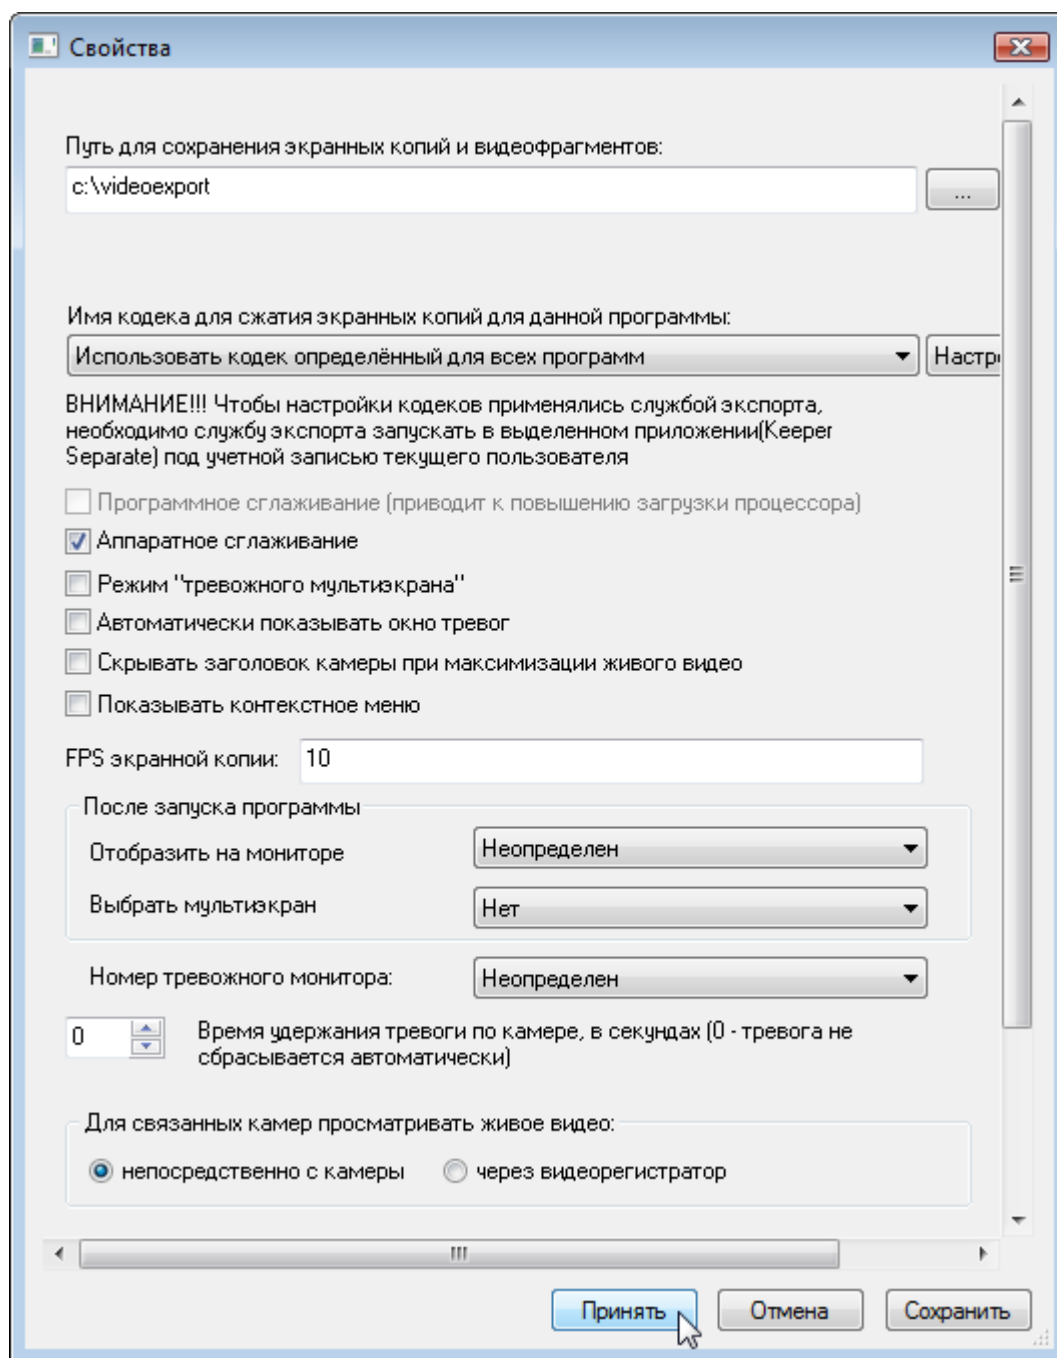 Свойства
Путь для сохранения экранных копий и видеофрагментов:
c:\videoexport
...
Имя кодека для сжатия экранных копий для данной программы:
Использовать кодек определённый для всех программ
Настро
ВНИМАНИЕ!!! Чтобы настройки кодеков применялись службой экспорта,
необходимо службу экспорта запускать в выделенном приложении(Keeper
Separate) под учетной записью текущего пользователя
Программное сглаживание (приводит к повышению загрузки процессора)
Аппаратное сглаживание
Режим "тревожного мультиэкрана"
Автоматически показывать окно тревог
Скрывать заголовок камеры при максимизации живого видео
Показывать контекстное меню
FPS экранной копии: 10
После запуска программы
Отобразить на мониторе Неопределен
Выбрать мультиэкран Нет
Номер тревожного монитора: Неопределен
0 Время удержания тревоги по камере, в секундах (0 - тревога не
сбрасывается автоматически)
Для связанных камер просматривать живое видео:
непосредственно с камеры через видеорегистратор
Принять Отмена Сохранить